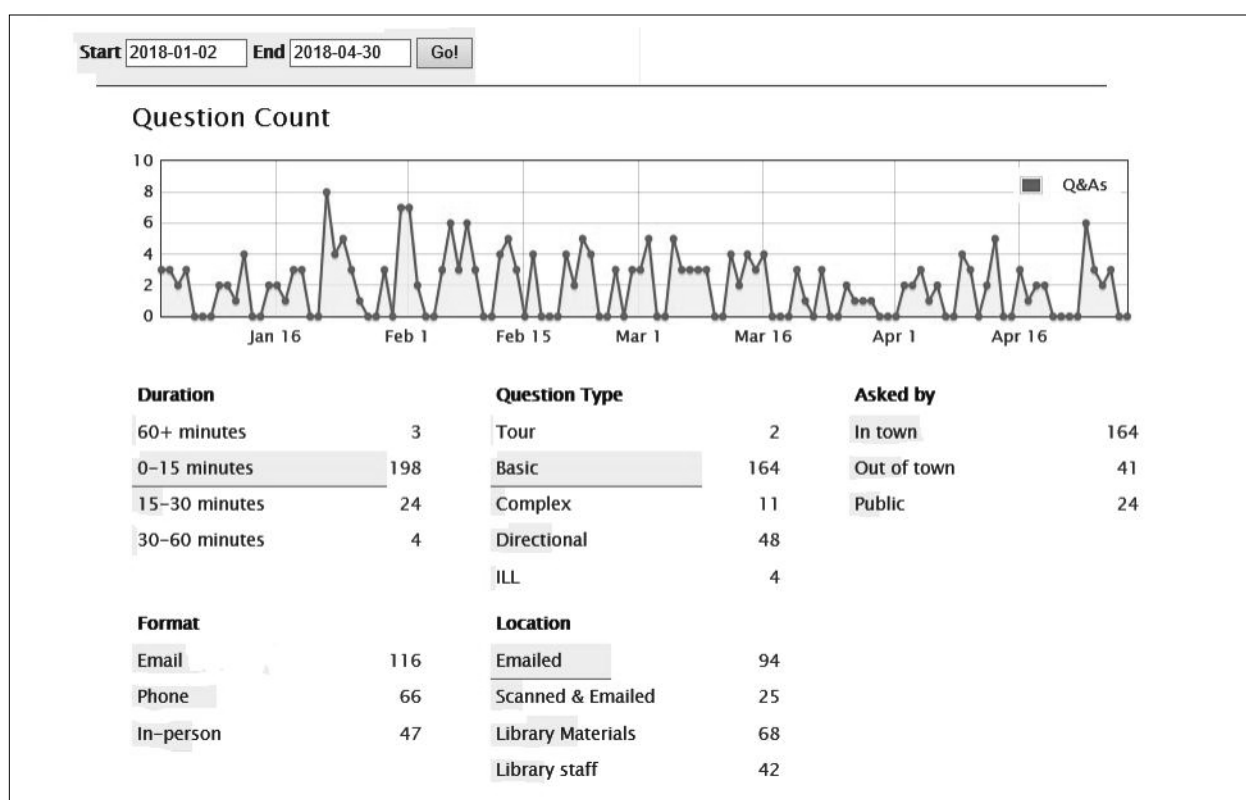 Start 2018-01-02 End 2018-04-30 Go!
Question Count
10
8
6
4
2
0
Q&As
Jan 16 Feb 1 Feb 15 Mar 1 Mar 16 Apr 1 Apr 16
Duration
60+ minutes 3
0-15 minutes 198
15-30 minutes 24
30-60 minutes 4
Question Type
Tour 2
Basic 164
Complex 11
Directional 48
ILL 4
Asked by
In town 164
Out of town 41
Public 24
Format
Email 116
Phone 66
In-person 47
Location
Emailed 94
Scanned & Emailed 25
Library Materials 68
Library staff 42